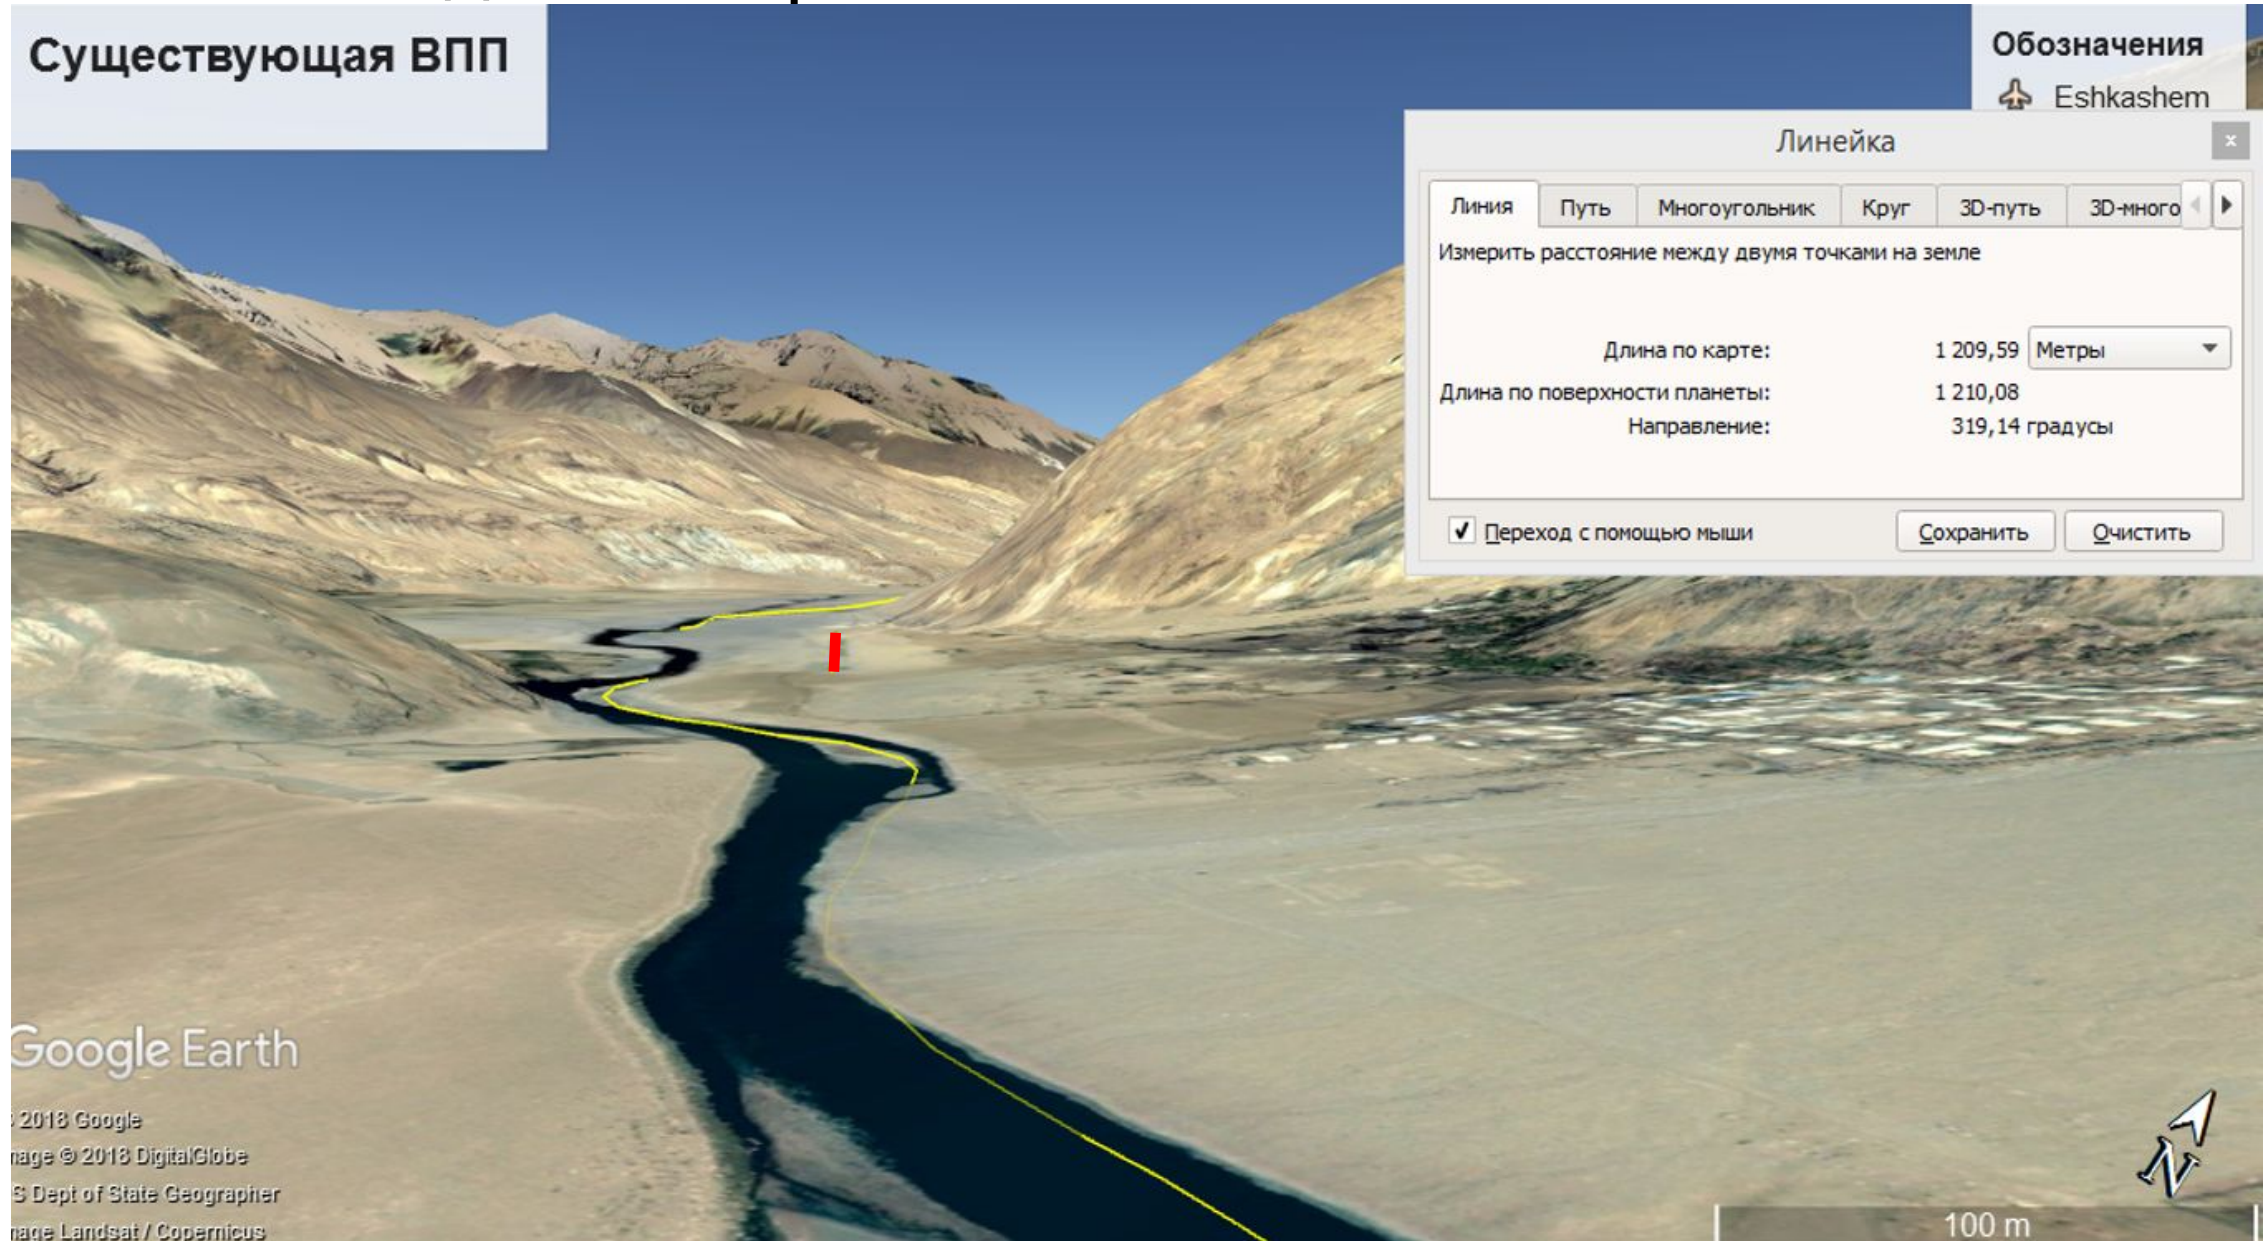 Существующая ВПП
Обозначения
Eshkashem
Линейка
x
Линия
Путь
Многоугольник
Круг
3D-путь
3D-много
Измерить расстояние между двумя точками на земле
Длина по карте: 1 209,59 Метры
Длина по поверхности планеты: 1 210,08
Направление: 319,14 градусы
Переход с помощью мыши
Сохранить
Очистить
Google Earth
2018 Google
mage © 2018 DigitalGlobe
S Dept of State Geographer
mage Landsat / Copernicus
N
100 m